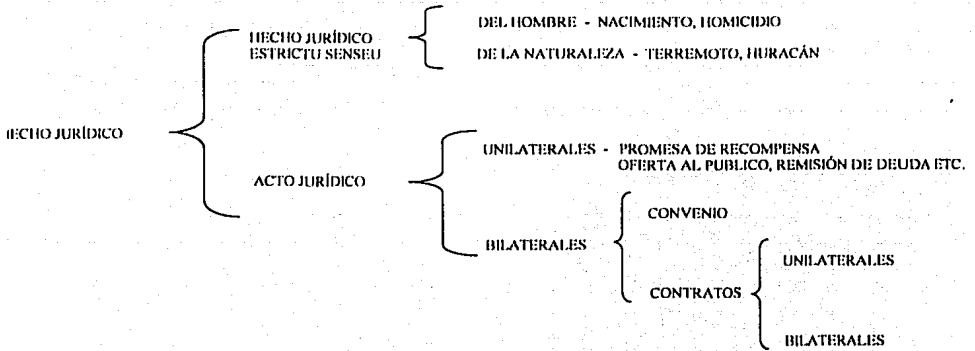 HECHO JURÍDICO
HECHO JURÍDICO
ESTRICTU SENSEU
DEL HOMBRE - NACIMIENTO, HOMICIDIO
DE LA NATURALEZA - TERREMOTO, HURACÁN
ACTO JURÍDICO
UNILATERALES - PROMESA DE RECOMPENSA
OFERTA AL PUBLICO, REMISIÓN DE DEUDA ETC.
BILATERALES
CONVENIO
CONTRATOS
UNILATERALES
BILATERALES